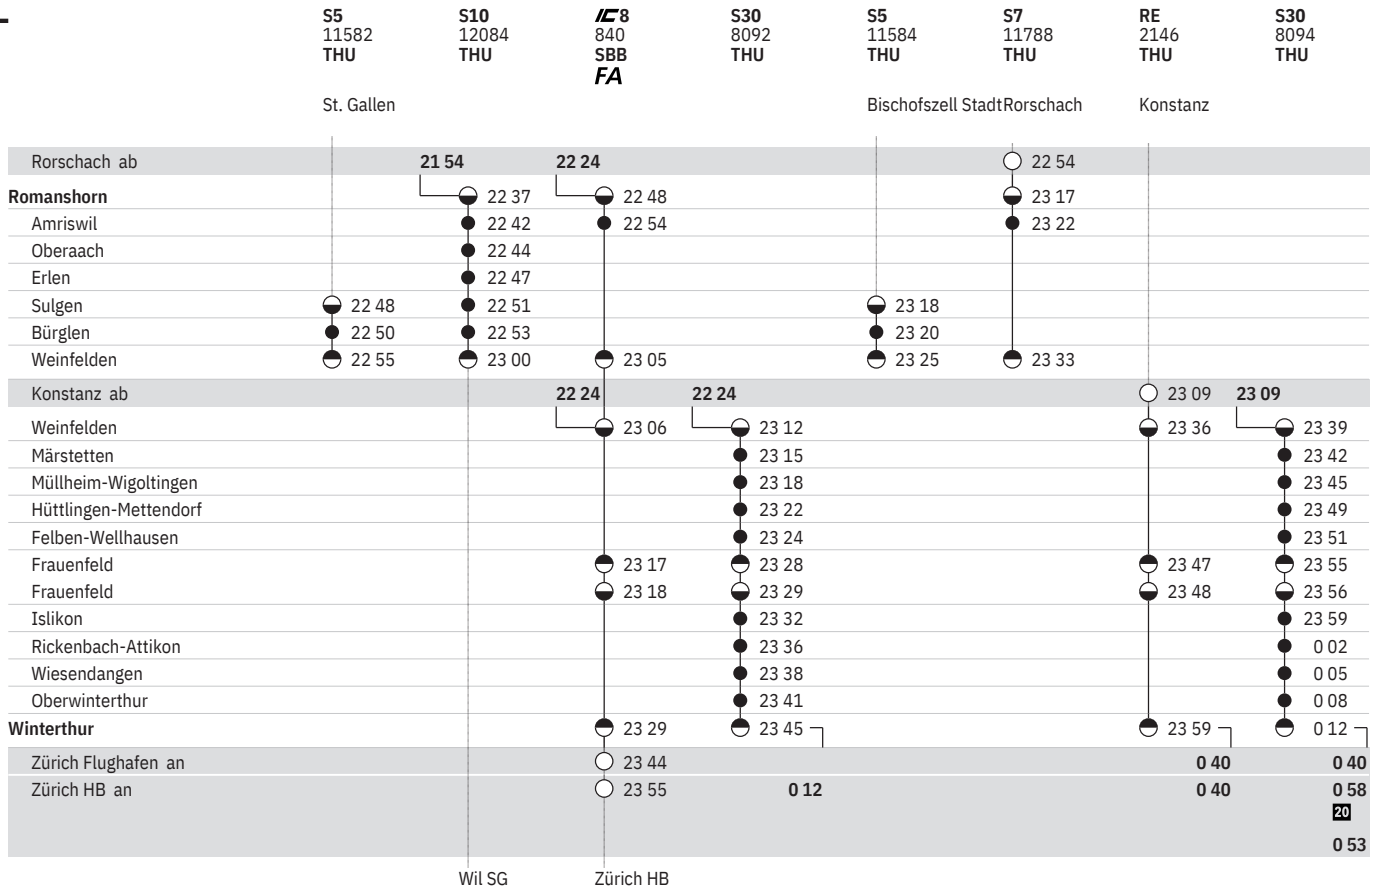 S5 S10 IC8 S30 S5 S7 RE S30
11582 12084 840 8092 11584 11788 2146 8094
THU THU SBB THU THU THU THU THU
FA
St. Gallen Bischofszell Stadt Rorschach Konstanz
Rorschach ab 21 54 22 24 22 54
Romanshorn 22 37 22 48 23 17
Amriswil 22 42 22 54 23 22
Oberaach 22 44
Erlen 22 47
Sulgen 22 48 22 51 23 18
Bürglen 22 50 22 53 23 20
Weinfelden 22 55 23 00 23 05 23 25 23 33
Konstanz ab 22 24 22 24 23 09 23 09
Weinfelden 23 06 23 12 23 36 23 39
Märstetten 23 15 23 42
Müllheim-Wigoltingen 23 18 23 45
Hüttlingen-Mettendorf 23 22 23 49
Felben-Wellhausen 23 24 23 51
Frauenfeld 23 17 23 28 23 47 23 55
Frauenfeld 23 18 23 29 23 48 23 56
Islikon 23 32 23 59
Rickenbach-Attikon 23 36 0 02
Wiesendangen 23 38 0 05
Oberwinterthur 23 41 0 08
Winterthur 23 29 23 45 23 59 0 12
Zürich Flughafen an 23 44 0 40 0 40
Zürich HB an 23 55 0 12 0 40 0 58
20
0 53
Wil SG Zürich HB